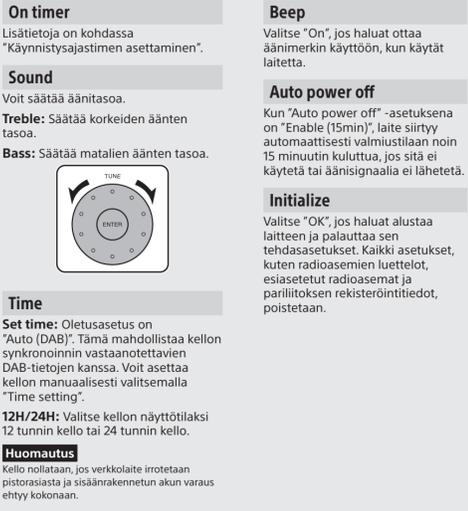 On timer
Lisätietoja on kohdassa
”Käynnistysajastimen asettaminen”.
Sound
Voit säätää äänitasoa.
Treble: Säätää korkeiden äänten
tasoa.
Bass: Säätää matalien äänten tasoa.
TUNE
ENTER
Time
Set time: Oletusasetus on
”Auto (DAB)”. Tämä mahdollistaa kellon
synkronoinnin vastaanotettavien
DAB-tietojen kanssa. Voit asettaa
kellon manuaalisesti valitsemalla
”Time setting”.
12H/24H: Valitse kellon näyttötilaksi
12 tunnin kello tai 24 tunnin kello.
Huomautus
Kello nollataan, jos verkkolaite irrotetaan
pistorasiasta ja sisäänrakennetun akun varaus
ehtyy kokonaan.
Beep
Valitse ”On”, jos haluat ottaa
äänimerkin käyttöön, kun käytät
laitetta.
Auto power off
Kun ”Auto power off” -asetuksena
on ”Enable (15min)”, laite siirtyy
automaattisesti valmiustilaan noin
15 minuutin kuluttua, jos sitä ei
käytetä tai äänisignaalia ei lähetetä.
Initialize
Valitse ”OK”, jos haluat alustaa
laitteen ja palauttaa sen
tehdasasetukset. Kaikki asetukset,
kuten radioasemien luettelot,
esiasetetut radioasemat ja
pariliitoksen rekisteröintitiedot,
poistetaan.